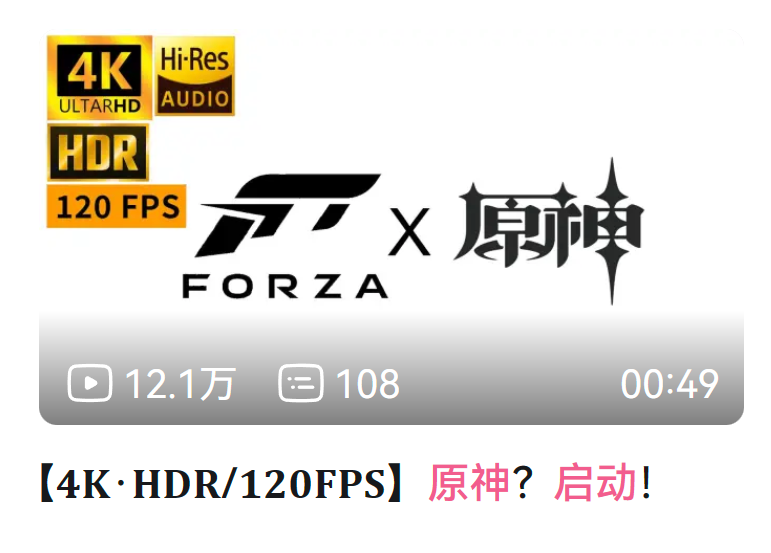 4K
ULTARHD
Hi-Res
AUDIO
HDR
120 FPS
FORZA
X
原神
12.1万
108
00:49
【4K·HDR/120FPS】原神？启动！